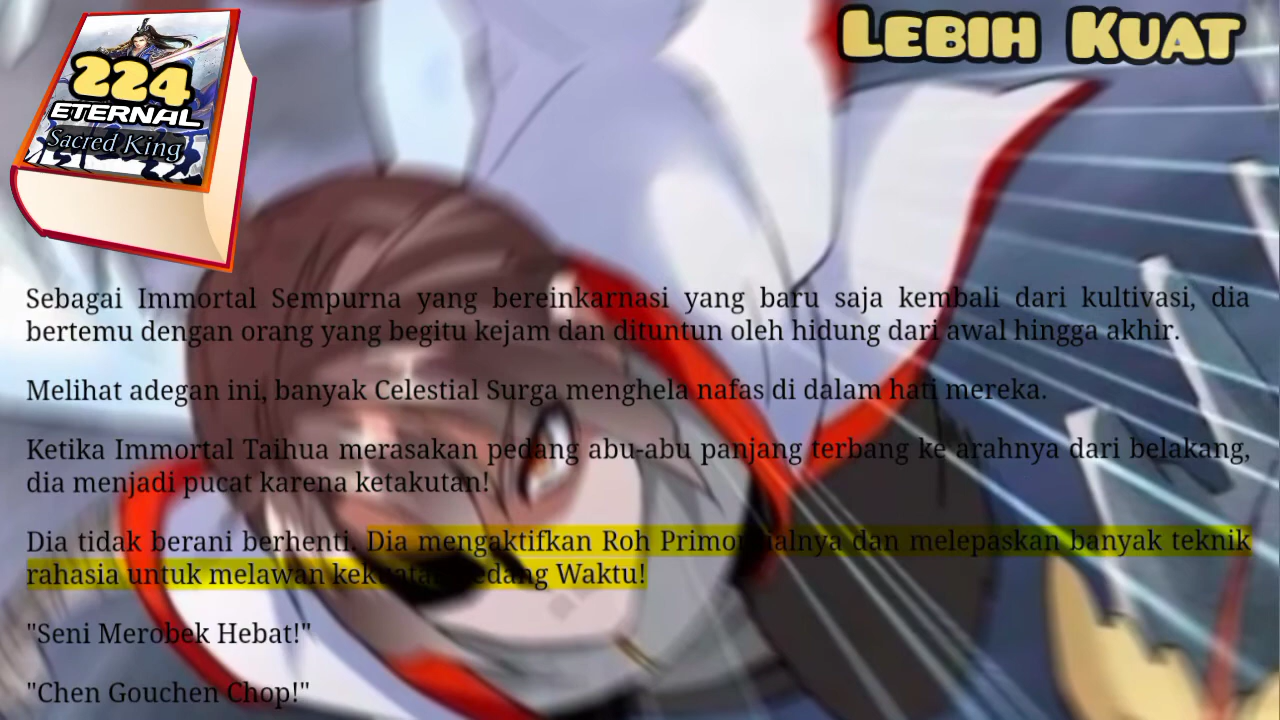 LEBIH KUAT
224
ETERNAL
Sacred King
Sebagai Immortal Sempurna yang bereinkarnasi yang baru saja kembali dari kultivasi, dia
bertemu dengan orang yang begitu kejam dan dituntun oleh hidung dari awal hingga akhir.
Melihat adegan ini, banyak Celestial Surga menghela nafas di dalam hati mereka.
Ketika Immortal Taihua merasakan pedang abu-abu panjang terbang ke arahnya dari belakang,
dia menjadi pucat karena ketakutan!
Dia tidak berani berhenti. Dia mengaktifkan Roh Primordialnya dan melepaskan banyak teknik
rahasia untuk melawan kekuatan Pedang Waktu!
"Seni Merobek Hebat!"
"Chen Gouchen Chop!"